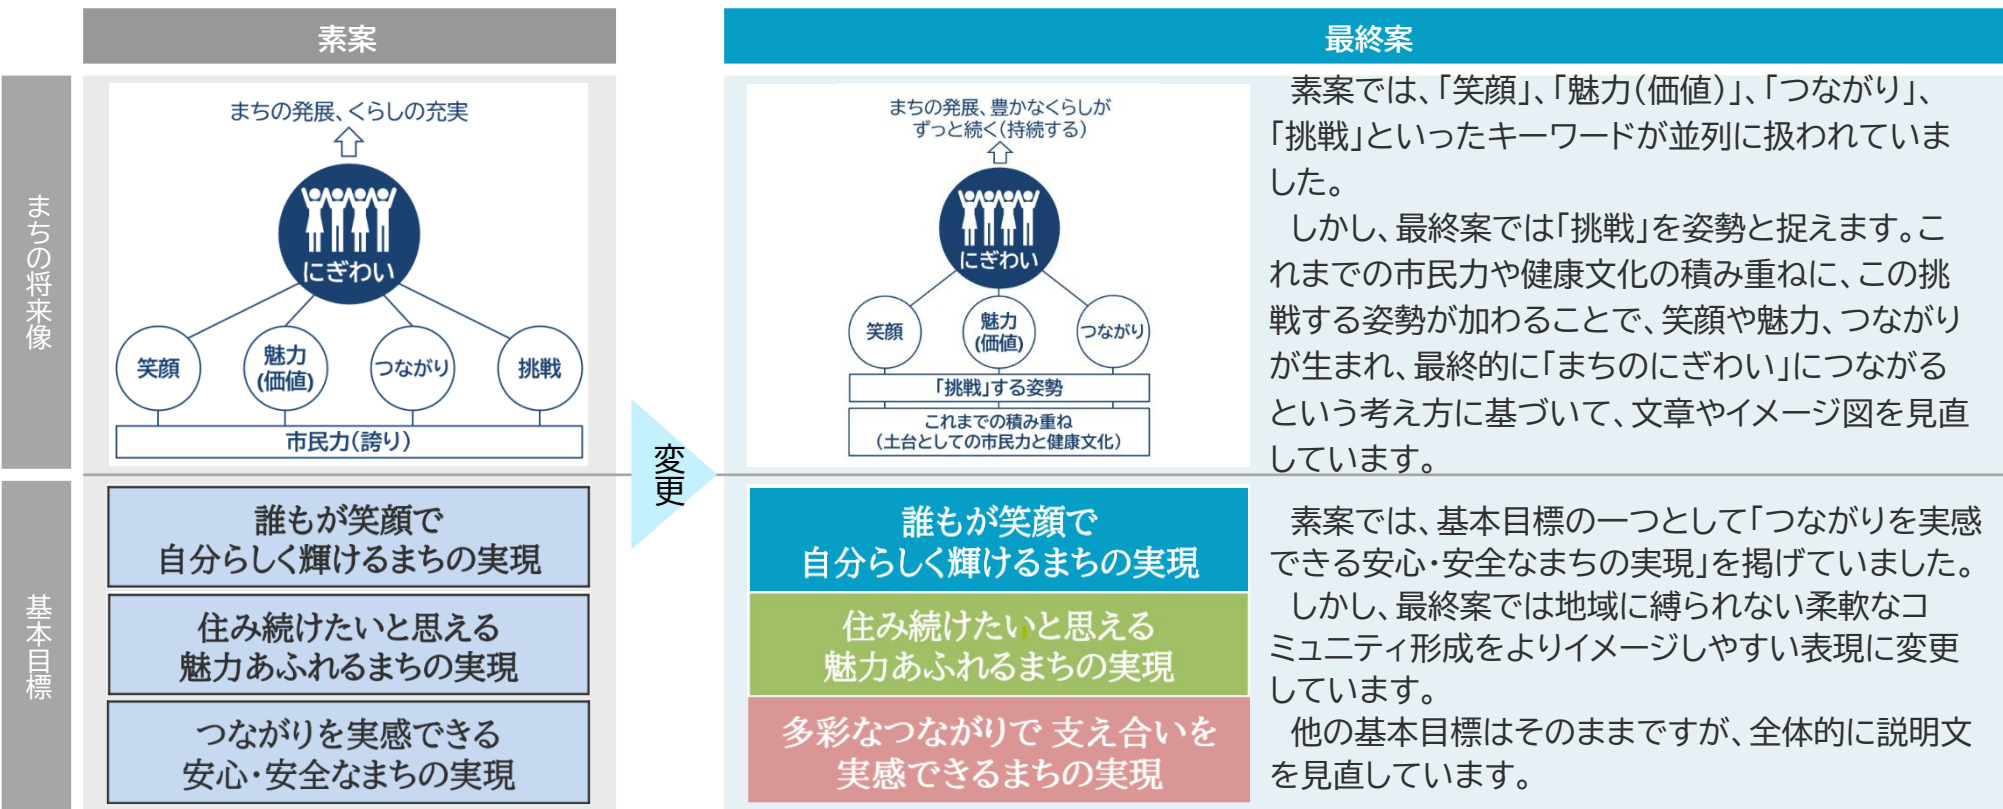 素案
最終案
まちの将来像
まちの発展、くらしの充実
にぎわい
笑顔
魅力
(価値)
つながり
挑戦
市民力(誇り)
変更
まちの発展、豊かなくらしが
ずっと続く(持続する)
にぎわい
笑顔
魅力
(価値)
つながり
「挑戦」する姿勢
これまでの積み重ね
(土台としての市民力と健康文化)
素案では、「笑顔」、「魅力(価値)」、「つながり」、
「挑戦」といったキーワードが並列に扱われていま
した。
しかし、最終案では「挑戦」を姿勢と捉えます。こ
れまでの市民力や健康文化の積み重ねに、この挑
戦する姿勢が加わることで、笑顔や魅力、つながり
が生まれ、最終的に「まちのにぎわい」につながる
という考え方に基づいて、文章やイメージ図を見直
しています。
基本目標
誰もが笑顔で
自分らしく輝けるまちの実現
住み続けたいと思える
魅力あふれるまちの実現
つながりを実感できる
安心・安全なまちの実現
誰もが笑顔で
自分らしく輝けるまちの実現
住み続けたいと思える
魅力あふれるまちの実現
多彩なつながりで 支え合いを
実感できるまちの実現
素案では、基本目標の一つとして「つながりを実感
できる安心・安全なまちの実現」を掲げていました。
しかし、最終案では地域に縛られない柔軟なコ
ミュニティ形成をよりイメージしやすい表現に変更
しています。
他の基本目標はそのままですが、全体的に説明文
を見直しています。